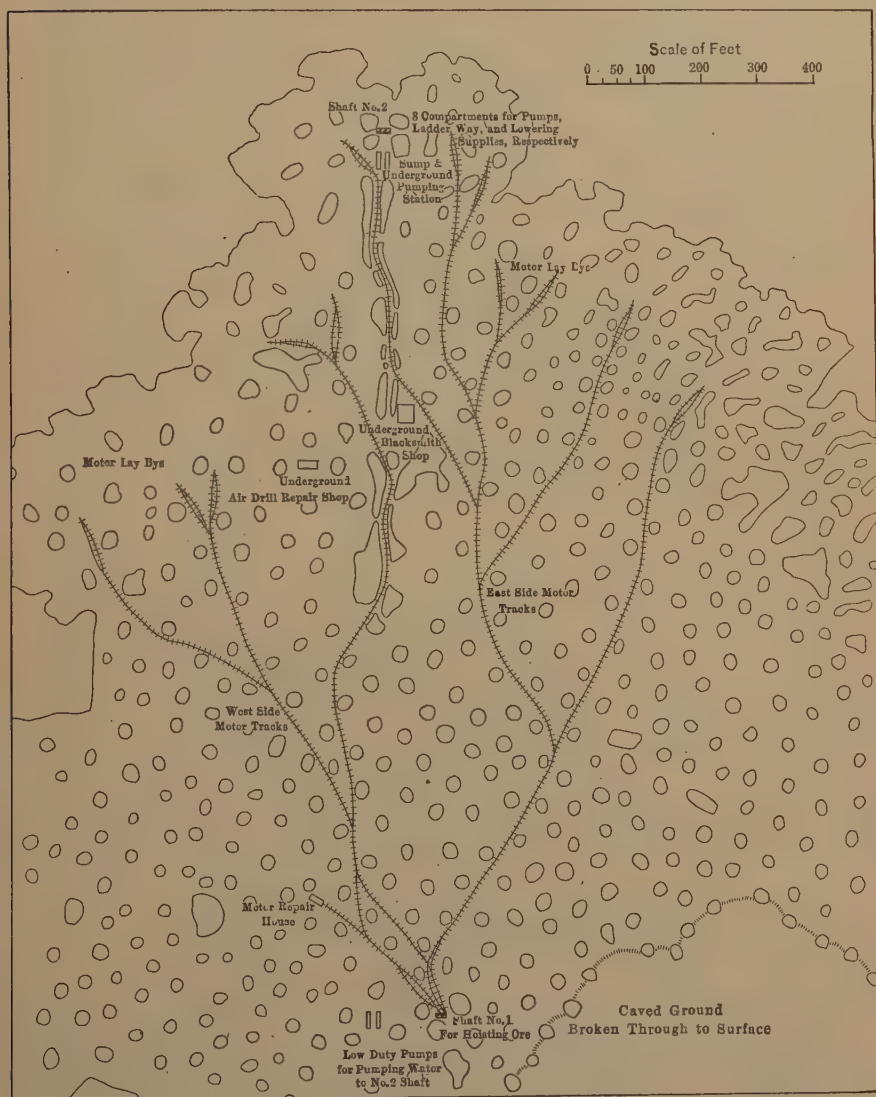 Scale of Feet
0 50 100 200 300 400
Shaft No.2
3 Compartments for Pumps,
Ladder Way, and Lowering
Supplies, Respectively
Sump &
Underground
Pumping
Station
Motor Lay Bye
Underground
Blacksmith
Shop
Motor Lay Bys
Underground
Air Drill Repair Shop
East Side Motor
Tracks
West Side
Motor Tracks
Motor Repair
House
Shaft No.1
For Hoisting Ore
Caved Ground
Broken Through to Surface
Low Duty Pumps
for Pumping Water
to No.2 Shaft